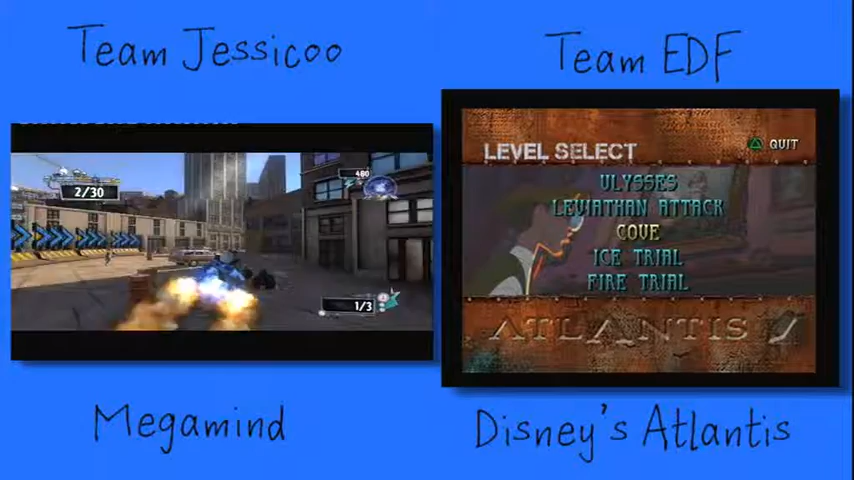 Team Jessicoo
Team EDF
2/30
480
1/3
LEVEL SELECT
QUIT
ULYSSES
LEVIATHAN ATTACK
COVE
ICE TRIAL
FIRE TRIAL
ATLANTIS
Megamind
Disney's Atlantis